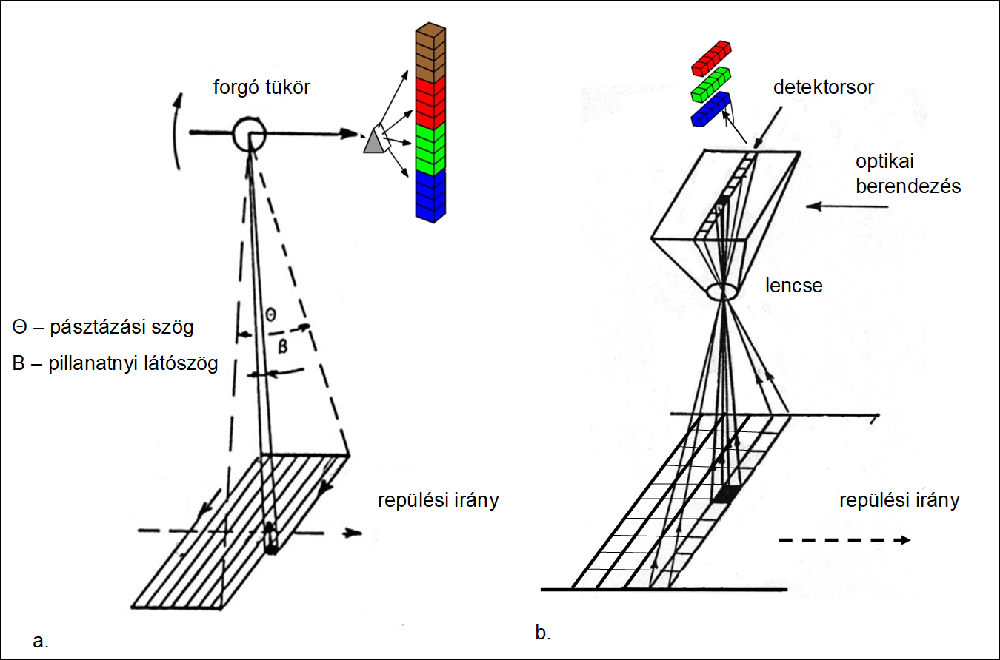 forgó tükör
Θ
β
Θ – pásztázási szög
Β – pillanatnyi látószög
repülési irány
a.
detektorsor
optikai
berendezés
lencse
repülési irány
b.